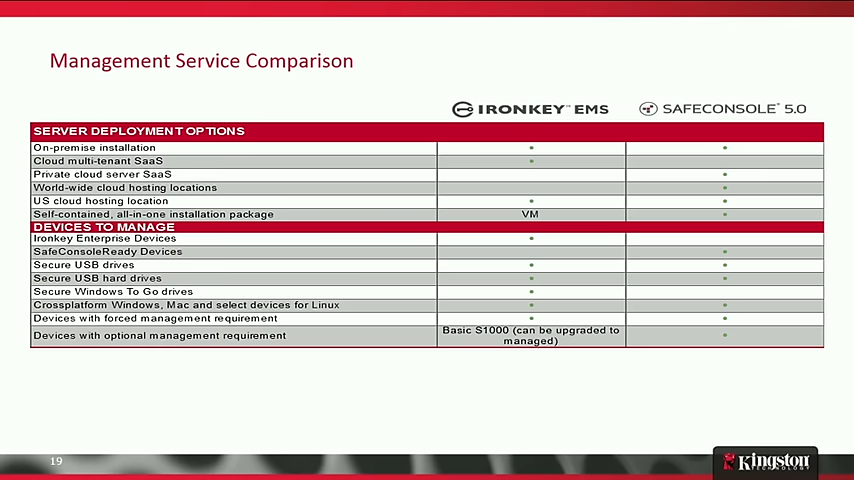 Management Service Comparison
IRONKEY™ EMS SAFECONSOLE® 5.0
SERVER DEPLOYMENT OPTIONS
On-premise installation • •
Cloud multi-tenant SaaS •
Private cloud server SaaS •
World-wide cloud hosting locations •
US cloud hosting location • •
Self-contained, all-in-one installation package VM •
DEVICES TO MANAGE
Ironkey Enterprise Devices •
SafeConsoleReady Devices •
Secure USB drives • •
Secure USB hard drives • •
Secure Windows To Go drives •
Crossplatform Windows, Mac and select devices for Linux • •
Devices with forced management requirement • •
Devices with optional management requirement Basic S1000 (can be upgraded to managed) •
19
Kingston
TECHNOLOGY